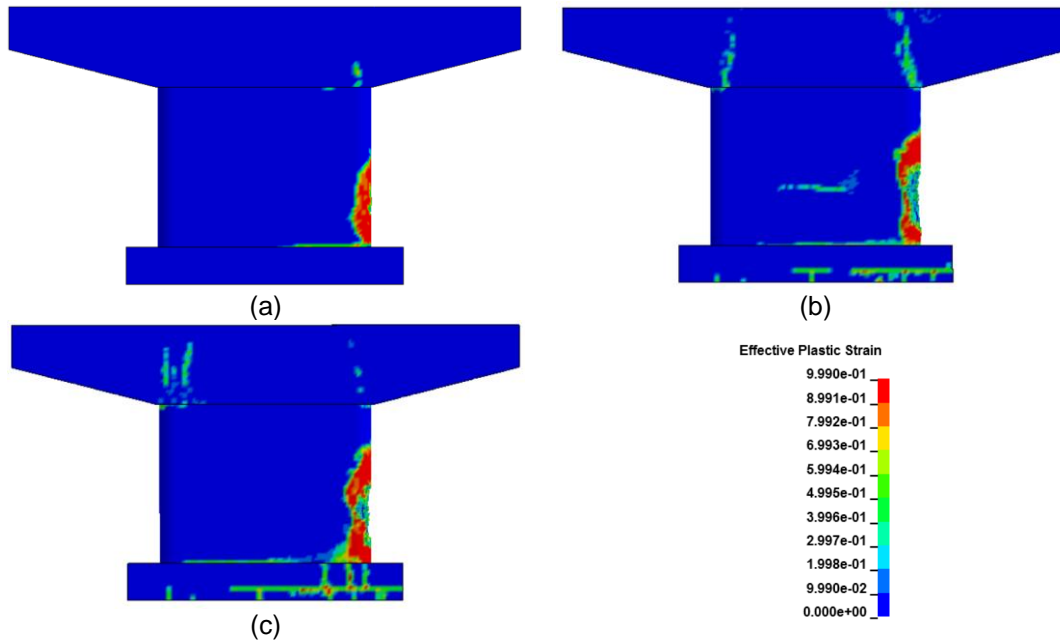 (a)
(b)
(c)
Effective Plastic Strain
9.990e-01
8.991e-01
7.992e-01
6.993e-01
5.994e-01
4.995e-01
3.996e-01
2.997e-01
1.998e-01
9.990e-02
0.000e+00